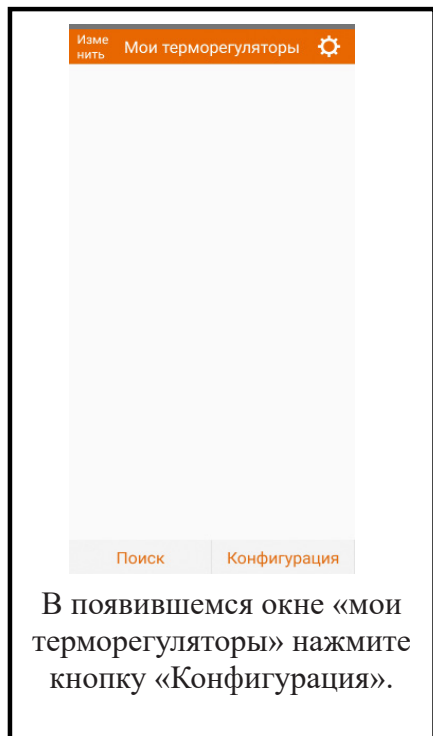 Изме
нить
Мои терморегуляторы
Поиск Конфигурация
В появившемся окне «мои
терморегуляторы» нажмите
кнопку «Конфигурация».